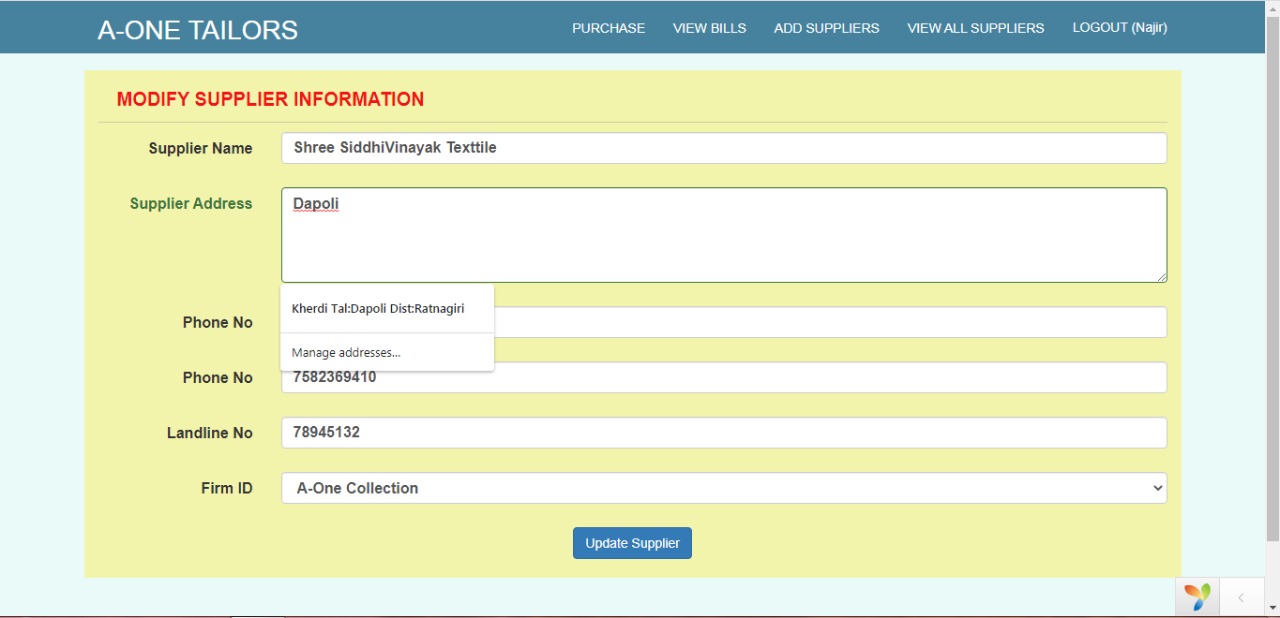 A-ONE TAILORS
PURCHASE VIEW BILLS ADD SUPPLIERS VIEW ALL SUPPLIERS LOGOUT (Najir)
MODIFY SUPPLIER INFORMATION
Supplier Name Shree SiddhiVinayak Texttile
Supplier Address Dapoli
Kherdi Tal:Dapoli Dist:Ratnagiri
Phone No
Manage addresses...
Phone No 7582369410
Landline No 78945132
Firm ID A-One Collection
Update Supplier